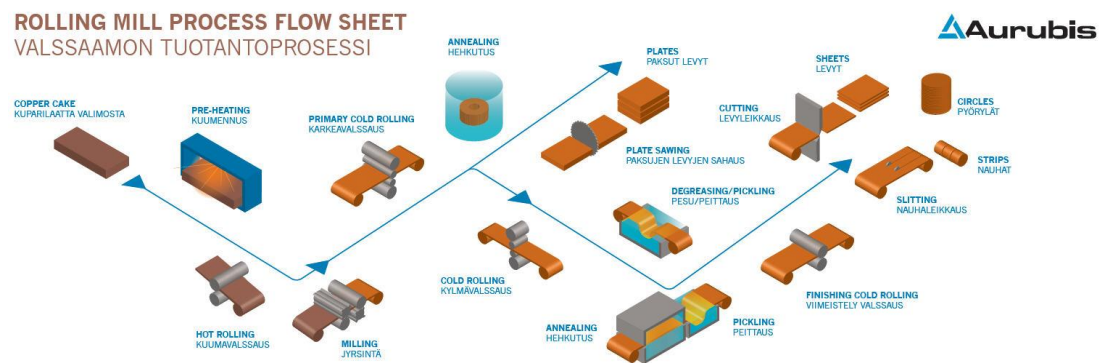 ROLLING MILL PROCESS FLOW SHEET
VALSSAAMON TUOTANTOPROSESSI
Aurubis
COPPER CAKE
KUPARILAATTA VALIMOSTA
PRE-HEATING
KUUMENNUS
HOT ROLLING
KUUMAVALSSAUS
MILLING
JYRSINTÄ
PRIMARY COLD ROLLING
KARKEAVALSSAUS
ANNEALING
HEHKUTUS
PLATES
PAKSUT LEVYT
PLATE SAWING
PAKSUJEN LEVYJEN SAHAUS
COLD ROLLING
KYLMÄVALSSAUS
DEGREASING/PICKLING
PESU/PEITTAUS
ANNEALING
HEHKUTUS
PICKLING
PEITTAUS
FINISHING COLD ROLLING
VIIMEISTELY VALSSAUS
CUTTING
LEVYLEIKKAUS
SHEETS
LEVYT
CIRCLES
PYÖRYLÄT
STRIPS
NAUHAT
SLITTING
NAUHALEIKKAUS